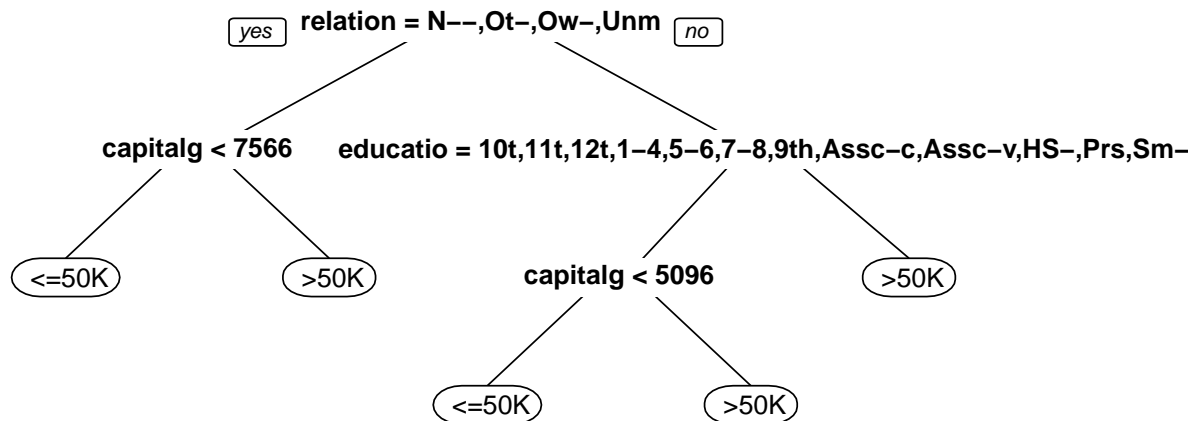 yes relation = N−−,Ot−,Ow−,Unm no
capitalg < 7566 educatio = 10t,11t,12t,1−4,5−6,7−8,9th,Assc−c,Assc−v,HS−,Prs,Sm−
<=50K >50K capitalg < 5096 >50K
<=50K >50K